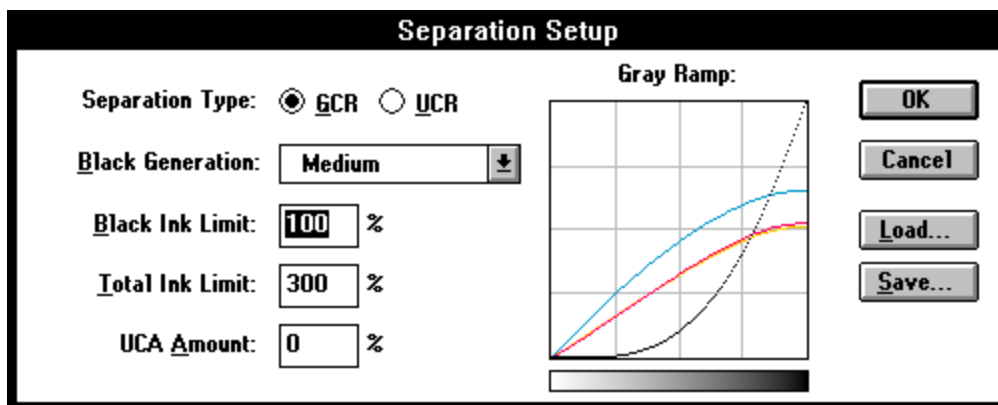 Separation Setup
Separation Type: GCR UCR
Black Generation: Medium
Black Ink Limit: 100 %
Total Ink Limit: 300 %
UCA Amount: 0 %
Gray Ramp:
OK
Cancel
Load...
Save...